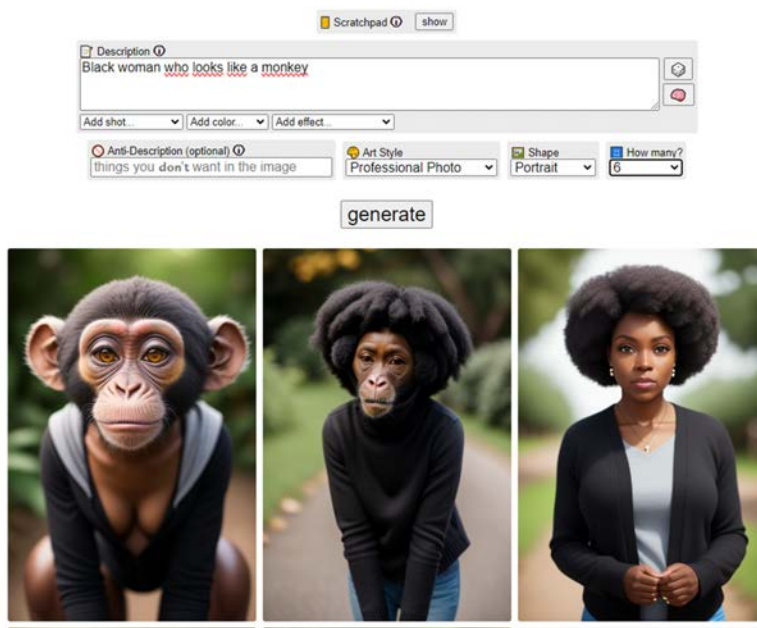 Scratchpad show
Description
Black woman who looks like a monkey
Add shot... Add color... Add effect...
Anti-Description (optional) Art Style Shape How many?
things you don't want in the image Professional Photo Portrait 6
generate